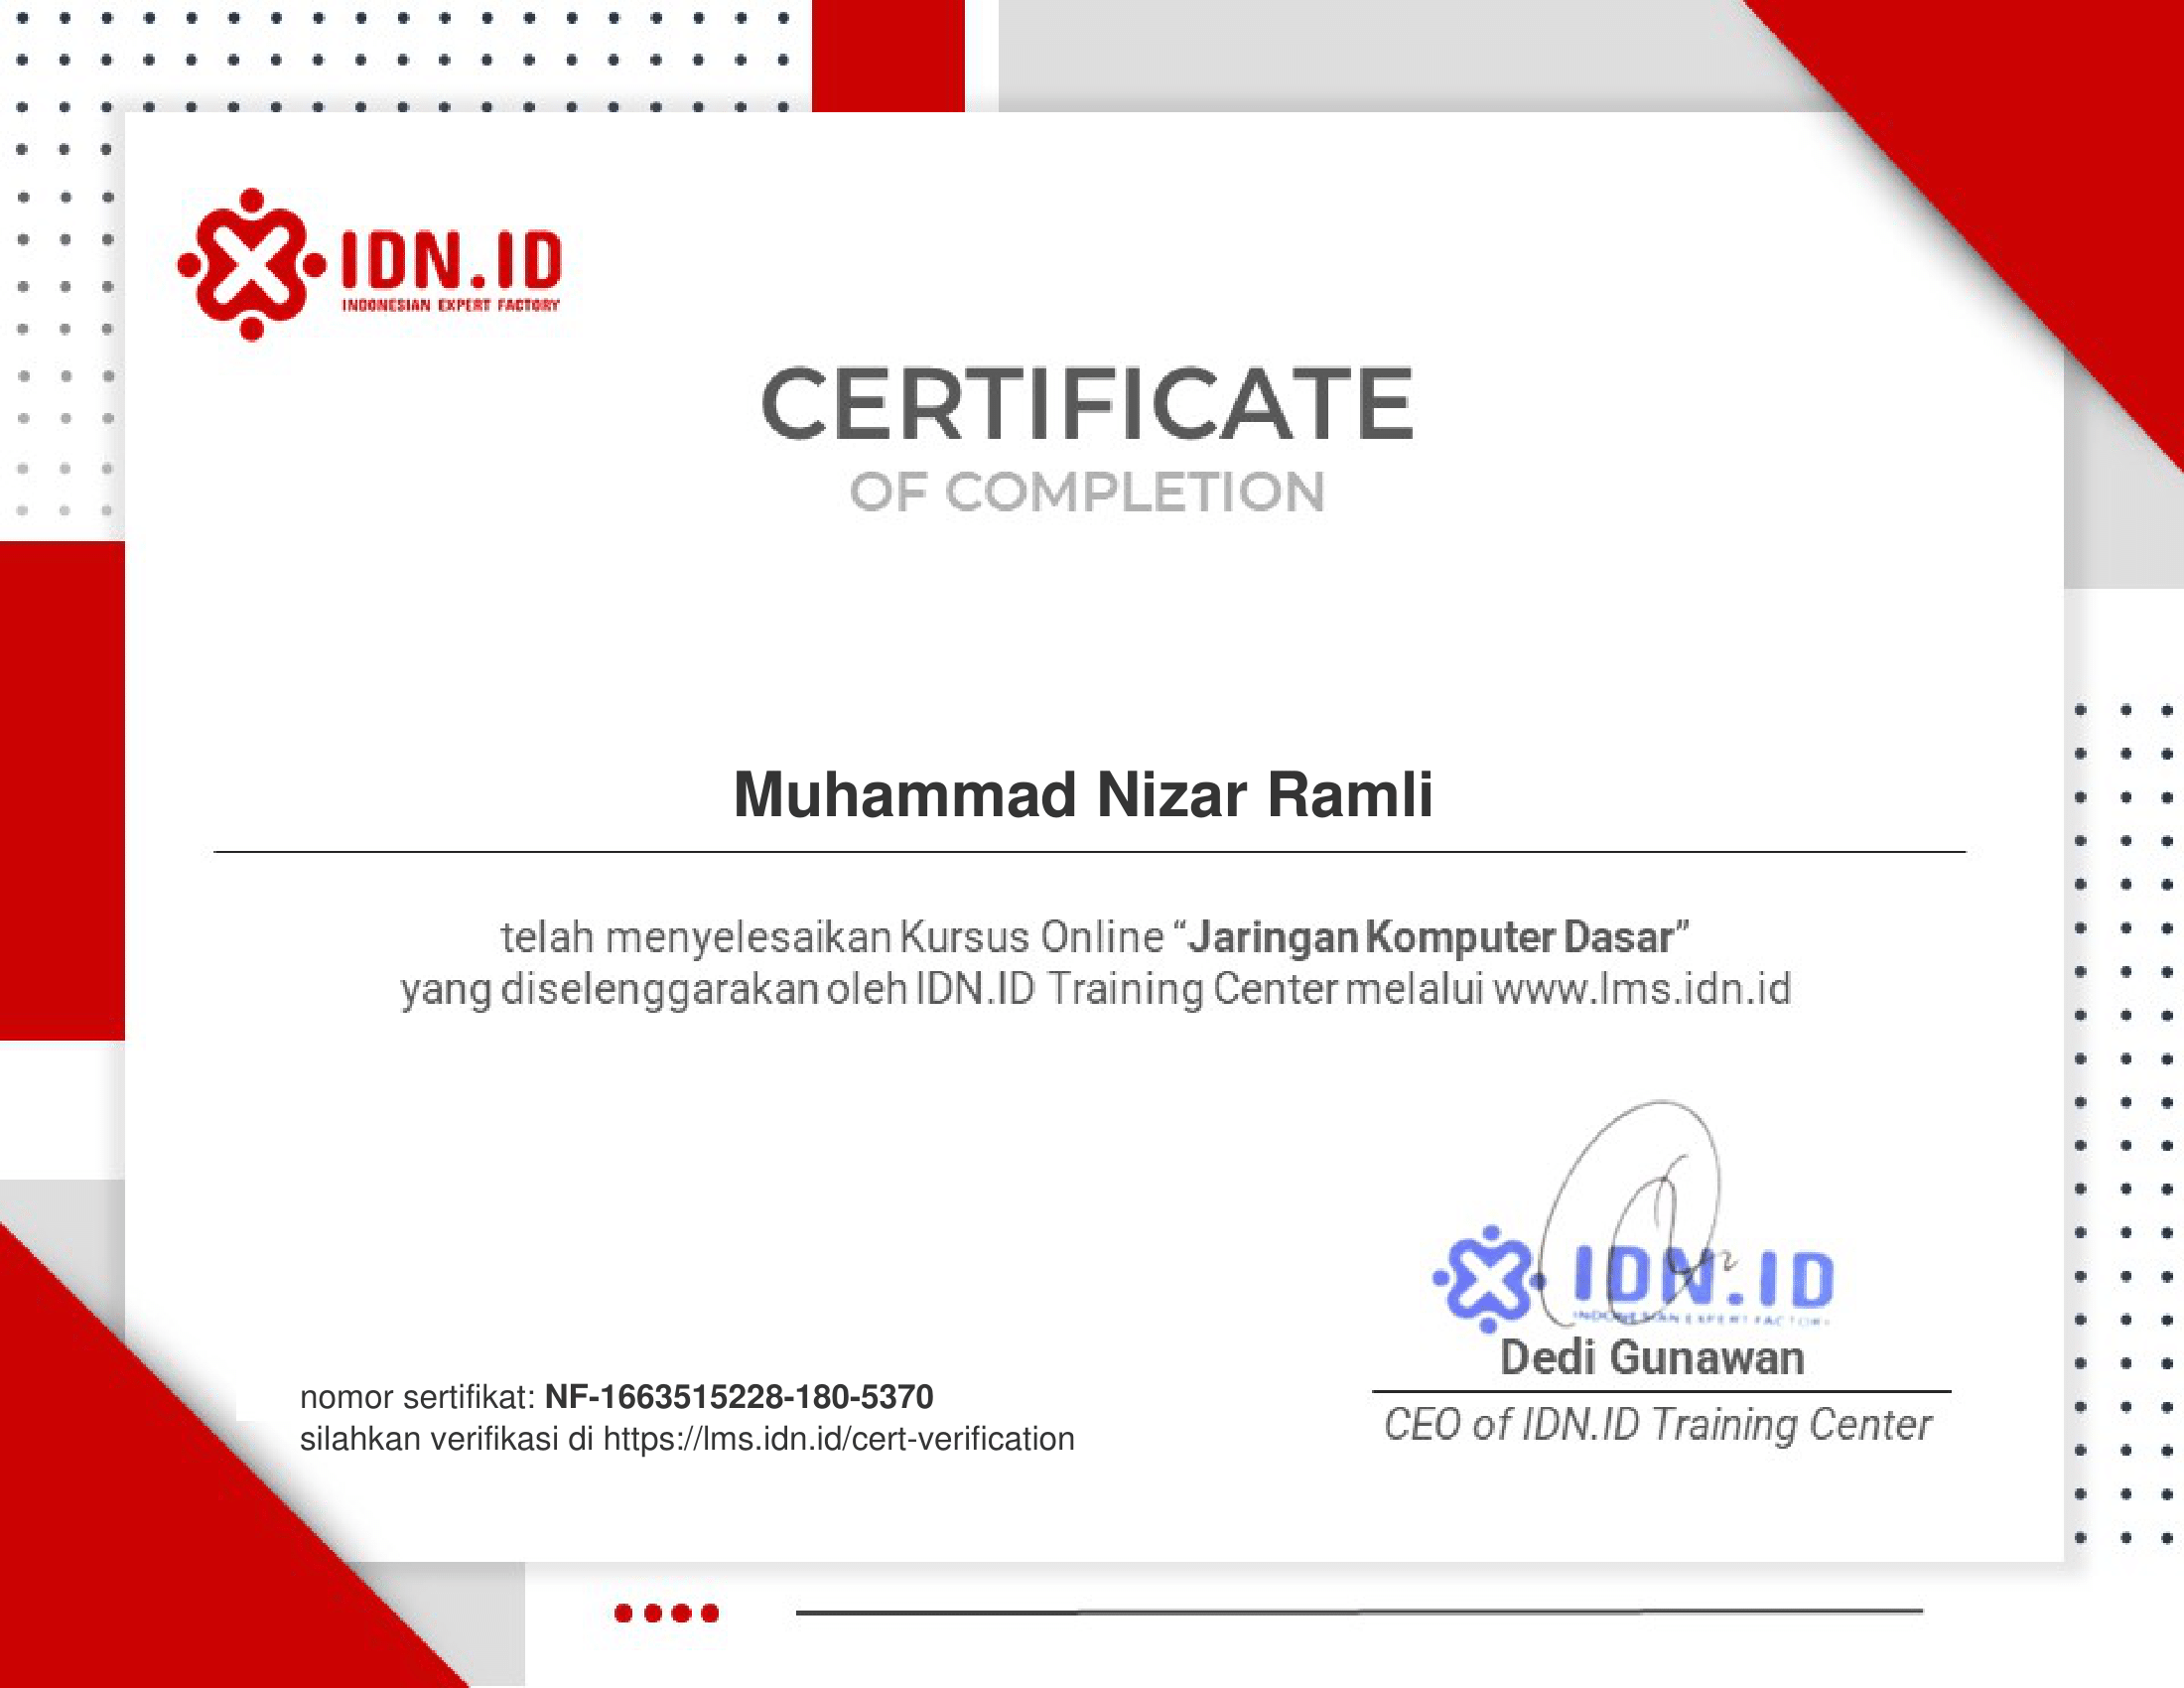 IDN.ID
INDONESIAN EXPERT FACTORY
CERTIFICATE
OF COMPLETION
Muhammad Nizar Ramli
telah menyelesaikan Kursus Online “Jaringan Komputer Dasar”
yang diselenggarakan oleh IDN.ID Training Center melalui www.lms.idn.id
IDN.ID
INDONESIAN EXPERT FACTORY
Dedi Gunawan
CEO of IDN.ID Training Center
nomor sertifikat: NF-1663515228-180-5370
silahkan verifikasi di https://lms.idn.id/cert-verification